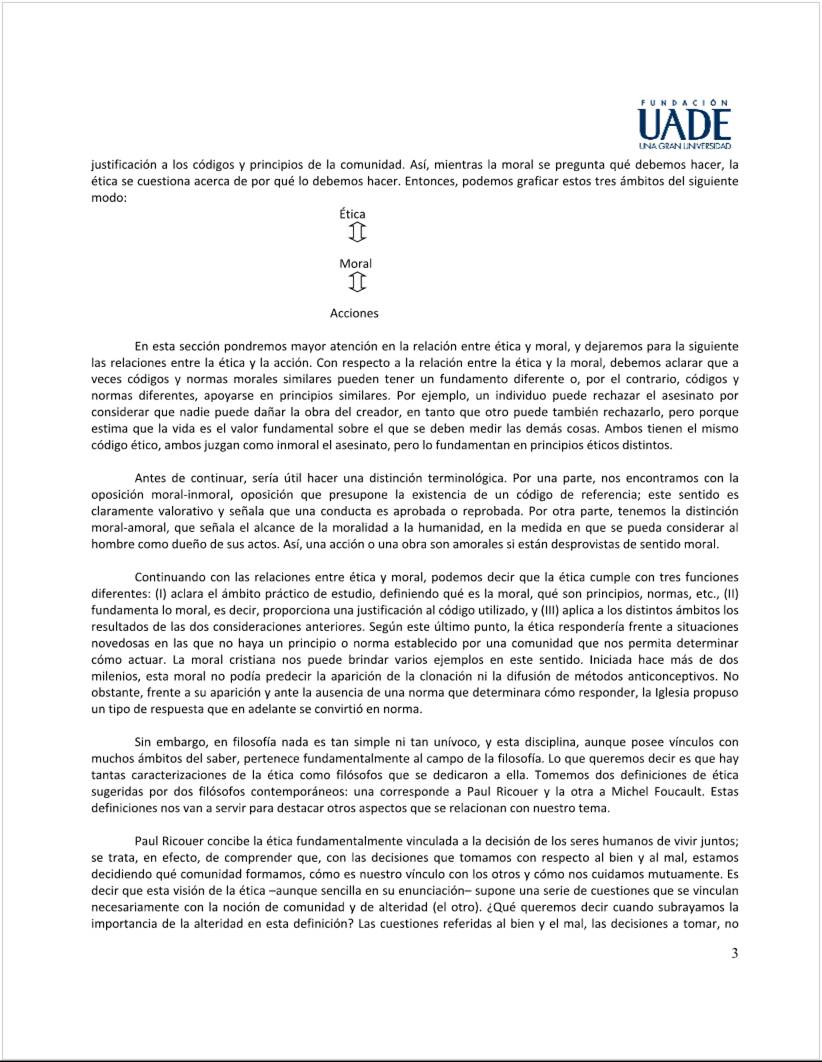 FUNDACIÓN
UADE
UNA GRAN UNIVERSIDAD
justificación a los códigos y principios de la comunidad. Así, mientras la moral se pregunta qué debemos hacer, la
ética se cuestiona acerca de por qué lo debemos hacer. Entonces, podemos graficar estos tres ámbitos del siguiente
modo:
Ética
Moral
Acciones
En esta sección pondremos mayor atención en la relación entre ética y moral, y dejaremos para la siguiente
las relaciones entre la ética y la acción. Con respecto a la relación entre la ética y la moral, debemos aclarar que a
veces códigos y normas morales similares pueden tener un fundamento diferente o, por el contrario, códigos y
normas diferentes, apoyarse en principios similares. Por ejemplo, un individuo puede rechazar el asesinato por
considerar que nadie puede dañar la obra del creador, en tanto que otro puede también rechazarlo, pero porque
estima que la vida es el valor fundamental sobre el que se deben medir las demás cosas. Ambos tienen el mismo
código ético, ambos juzgan como inmoral el asesinato, pero lo fundamentan en principios éticos distintos.
Antes de continuar, sería útil hacer una distinción terminológica. Por una parte, nos encontramos con la
oposición moral-inmoral, oposición que presupone la existencia de un código de referencia; este sentido es
claramente valorativo y señala que una conducta es aprobada o reprobada. Por otra parte, tenemos la distinción
moral-amoral, que señala el alcance de la moralidad a la humanidad, en la medida en que se pueda considerar al
hombre como dueño de sus actos. Así, una acción o una obra son amorales si están desprovistas de sentido moral.
Continuando con las relaciones entre ética y moral, podemos decir que la ética cumple con tres funciones
diferentes: (I) aclara el ámbito práctico de estudio, definiendo qué es la moral, qué son principios, normas, etc., (II)
fundamenta lo moral, es decir, proporciona una justificación al código utilizado, y (III) aplica a los distintos ámbitos los
resultados de las dos consideraciones anteriores. Según este último punto, la ética respondería frente a situaciones
novedosas en las que no haya un principio o norma establecido por una comunidad que nos permita determinar
cómo actuar. La moral cristiana nos puede brindar varios ejemplos en este sentido. Iniciada hace más de dos
milenios, esta moral no podía predecir la aparición de la clonación ni la difusión de métodos anticonceptivos. No
obstante, frente a su aparición y ante la ausencia de una norma que determinara cómo responder, la Iglesia propuso
un tipo de respuesta que en adelante se convirtió en norma.
Sin embargo, en filosofía nada es tan simple ni tan unívoco, y esta disciplina, aunque posee vínculos con
muchos ámbitos del saber, pertenece fundamentalmente al campo de la filosofía. Lo que queremos decir es que hay
tantas caracterizaciones de la ética como filósofos que se dedicaron a ella. Tomemos dos definiciones de ética
sugeridas por dos filósofos contemporáneos: una corresponde a Paul Ricouer y la otra a Michel Foucault. Estas
definiciones nos van a servir para destacar otros aspectos que se relacionan con nuestro tema.
Paul Ricouer concibe la ética fundamentalmente vinculada a la decisión de los seres humanos de vivir juntos;
se trata, en efecto, de comprender que, con las decisiones que tomamos con respecto al bien y al mal, estamos
decidiendo qué comunidad formamos, cómo es nuestro vínculo con los otros y cómo nos cuidamos mutuamente. Es
decir que esta visión de la ética –aunque sencilla en su enunciación– supone una serie de cuestiones que se vinculan
necesariamente con la noción de comunidad y de alteridad (el otro). ¿Qué queremos decir cuando subrayamos la
importancia de la alteridad en esta definición? Las cuestiones referidas al bien y el mal, las decisiones a tomar, no
3